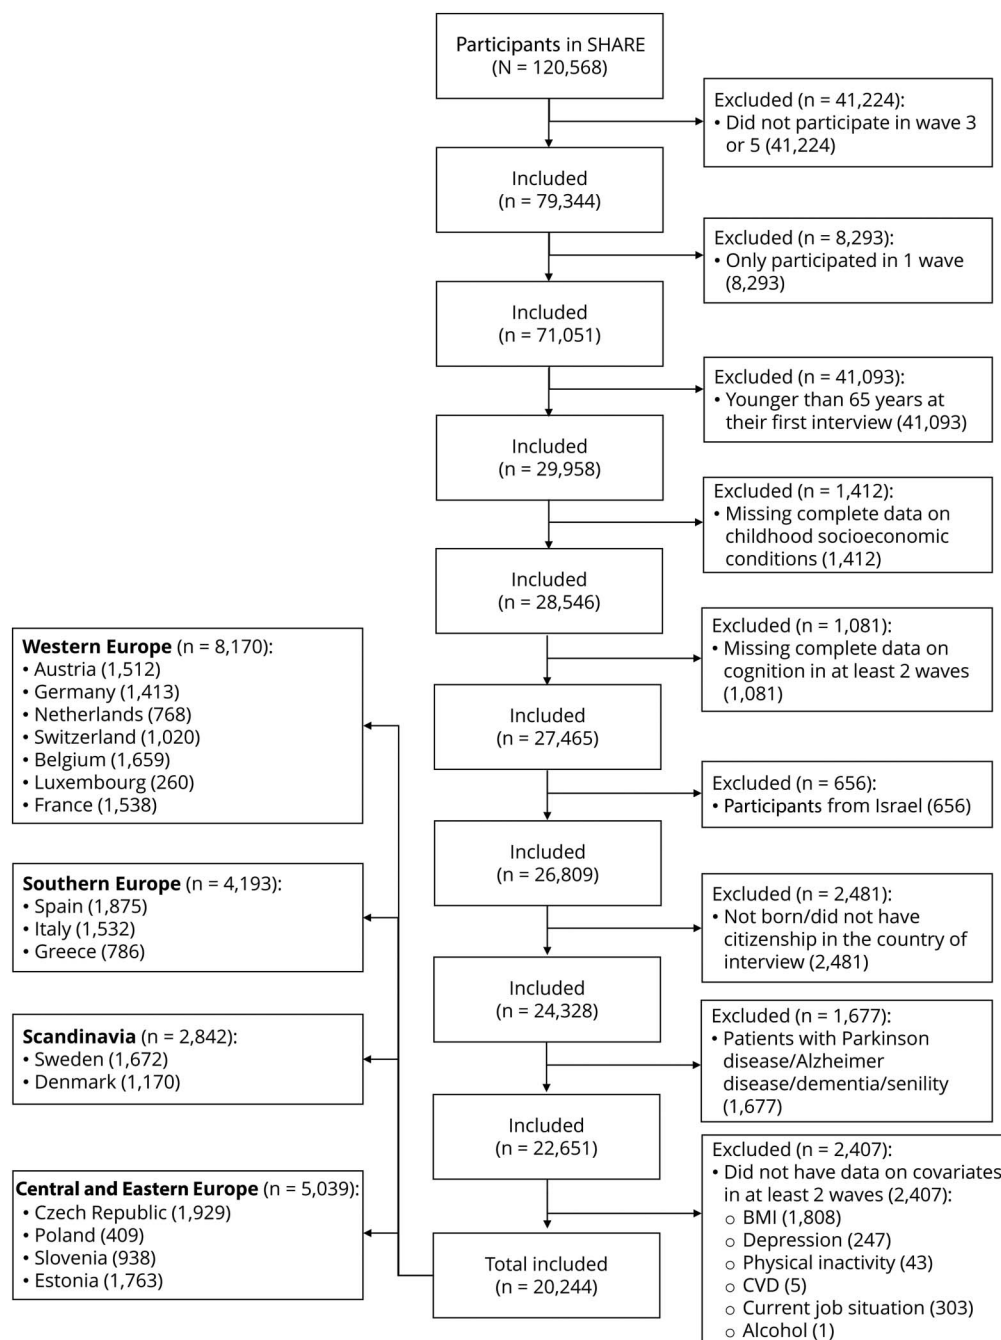 Participants in SHARE
(N = 120,568)
Excluded (n = 41,224):
• Did not participate in wave 3
or 5 (41,224)
Included
(n = 79,344)
Excluded (n = 8,293):
• Only participated in 1 wave
(8,293)
Included
(n = 71,051)
Excluded (n = 41,093):
• Younger than 65 years at
their first interview (41,093)
Included
(n = 29,958)
Excluded (n = 1,412):
• Missing complete data on
childhood socioeconomic
conditions (1,412)
Included
(n = 28,546)
Excluded (n = 1,081):
• Missing complete data on
cognition in at least 2 waves
(1,081)
Included
(n = 27,465)
Excluded (n = 656):
• Participants from Israel (656)
Included
(n = 26,809)
Excluded (n = 2,481):
• Not born/did not have
citizenship in the country of
interview (2,481)
Included
(n = 24,328)
Excluded (n = 1,677):
• Patients with Parkinson
disease/Alzheimer
disease/dementia/senility
(1,677)
Included
(n = 22,651)
Excluded (n = 2,407):
• Did not have data on covariates
in at least 2 waves (2,407):
o BMI (1,808)
o Depression (247)
o Physical inactivity (43)
o CVD (5)
o Current job situation (303)
o Alcohol (1)
Total included
(n = 20,244)
Western Europe (n = 8,170):
• Austria (1,512)
• Germany (1,413)
• Netherlands (768)
• Switzerland (1,020)
• Belgium (1,659)
• Luxembourg (260)
• France (1,538)
Southern Europe (n = 4,193):
• Spain (1,875)
• Italy (1,532)
• Greece (786)
Scandinavia (n = 2,842):
• Sweden (1,672)
• Denmark (1,170)
Central and Eastern Europe (n = 5,039):
• Czech Republic (1,929)
• Poland (409)
• Slovenia (938)
• Estonia (1,763)